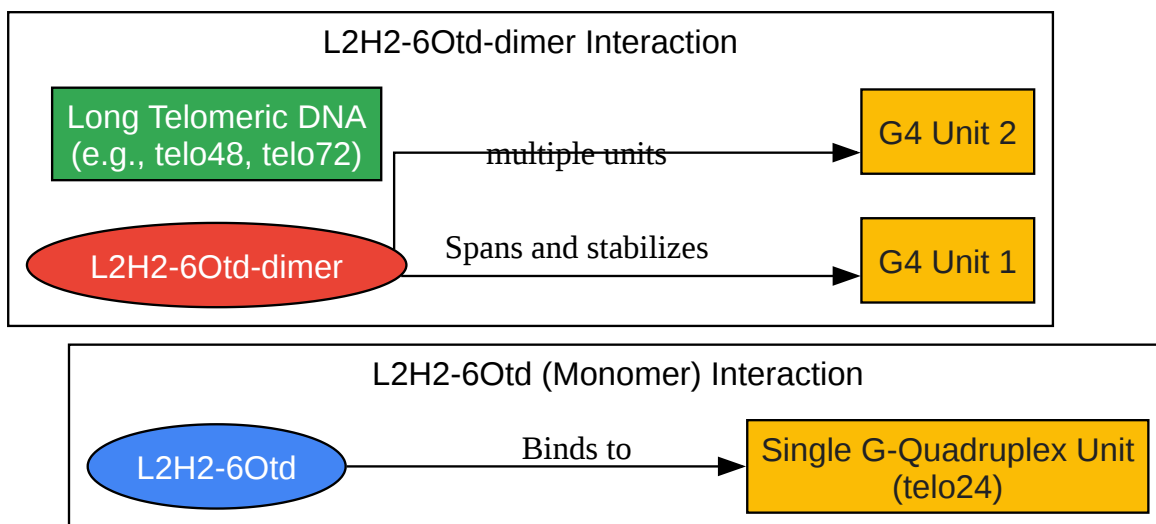 L2H2-6Otd-dimer Interaction
Long Telomeric DNA
(e.g., telo48, telo72)
multiple units
G4 Unit 2
L2H2-6Otd-dimer
Spans and stabilizes
G4 Unit 1
L2H2-6Otd (Monomer) Interaction
L2H2-6Otd
Binds to
Single G-Quadruplex Unit
(telo24)